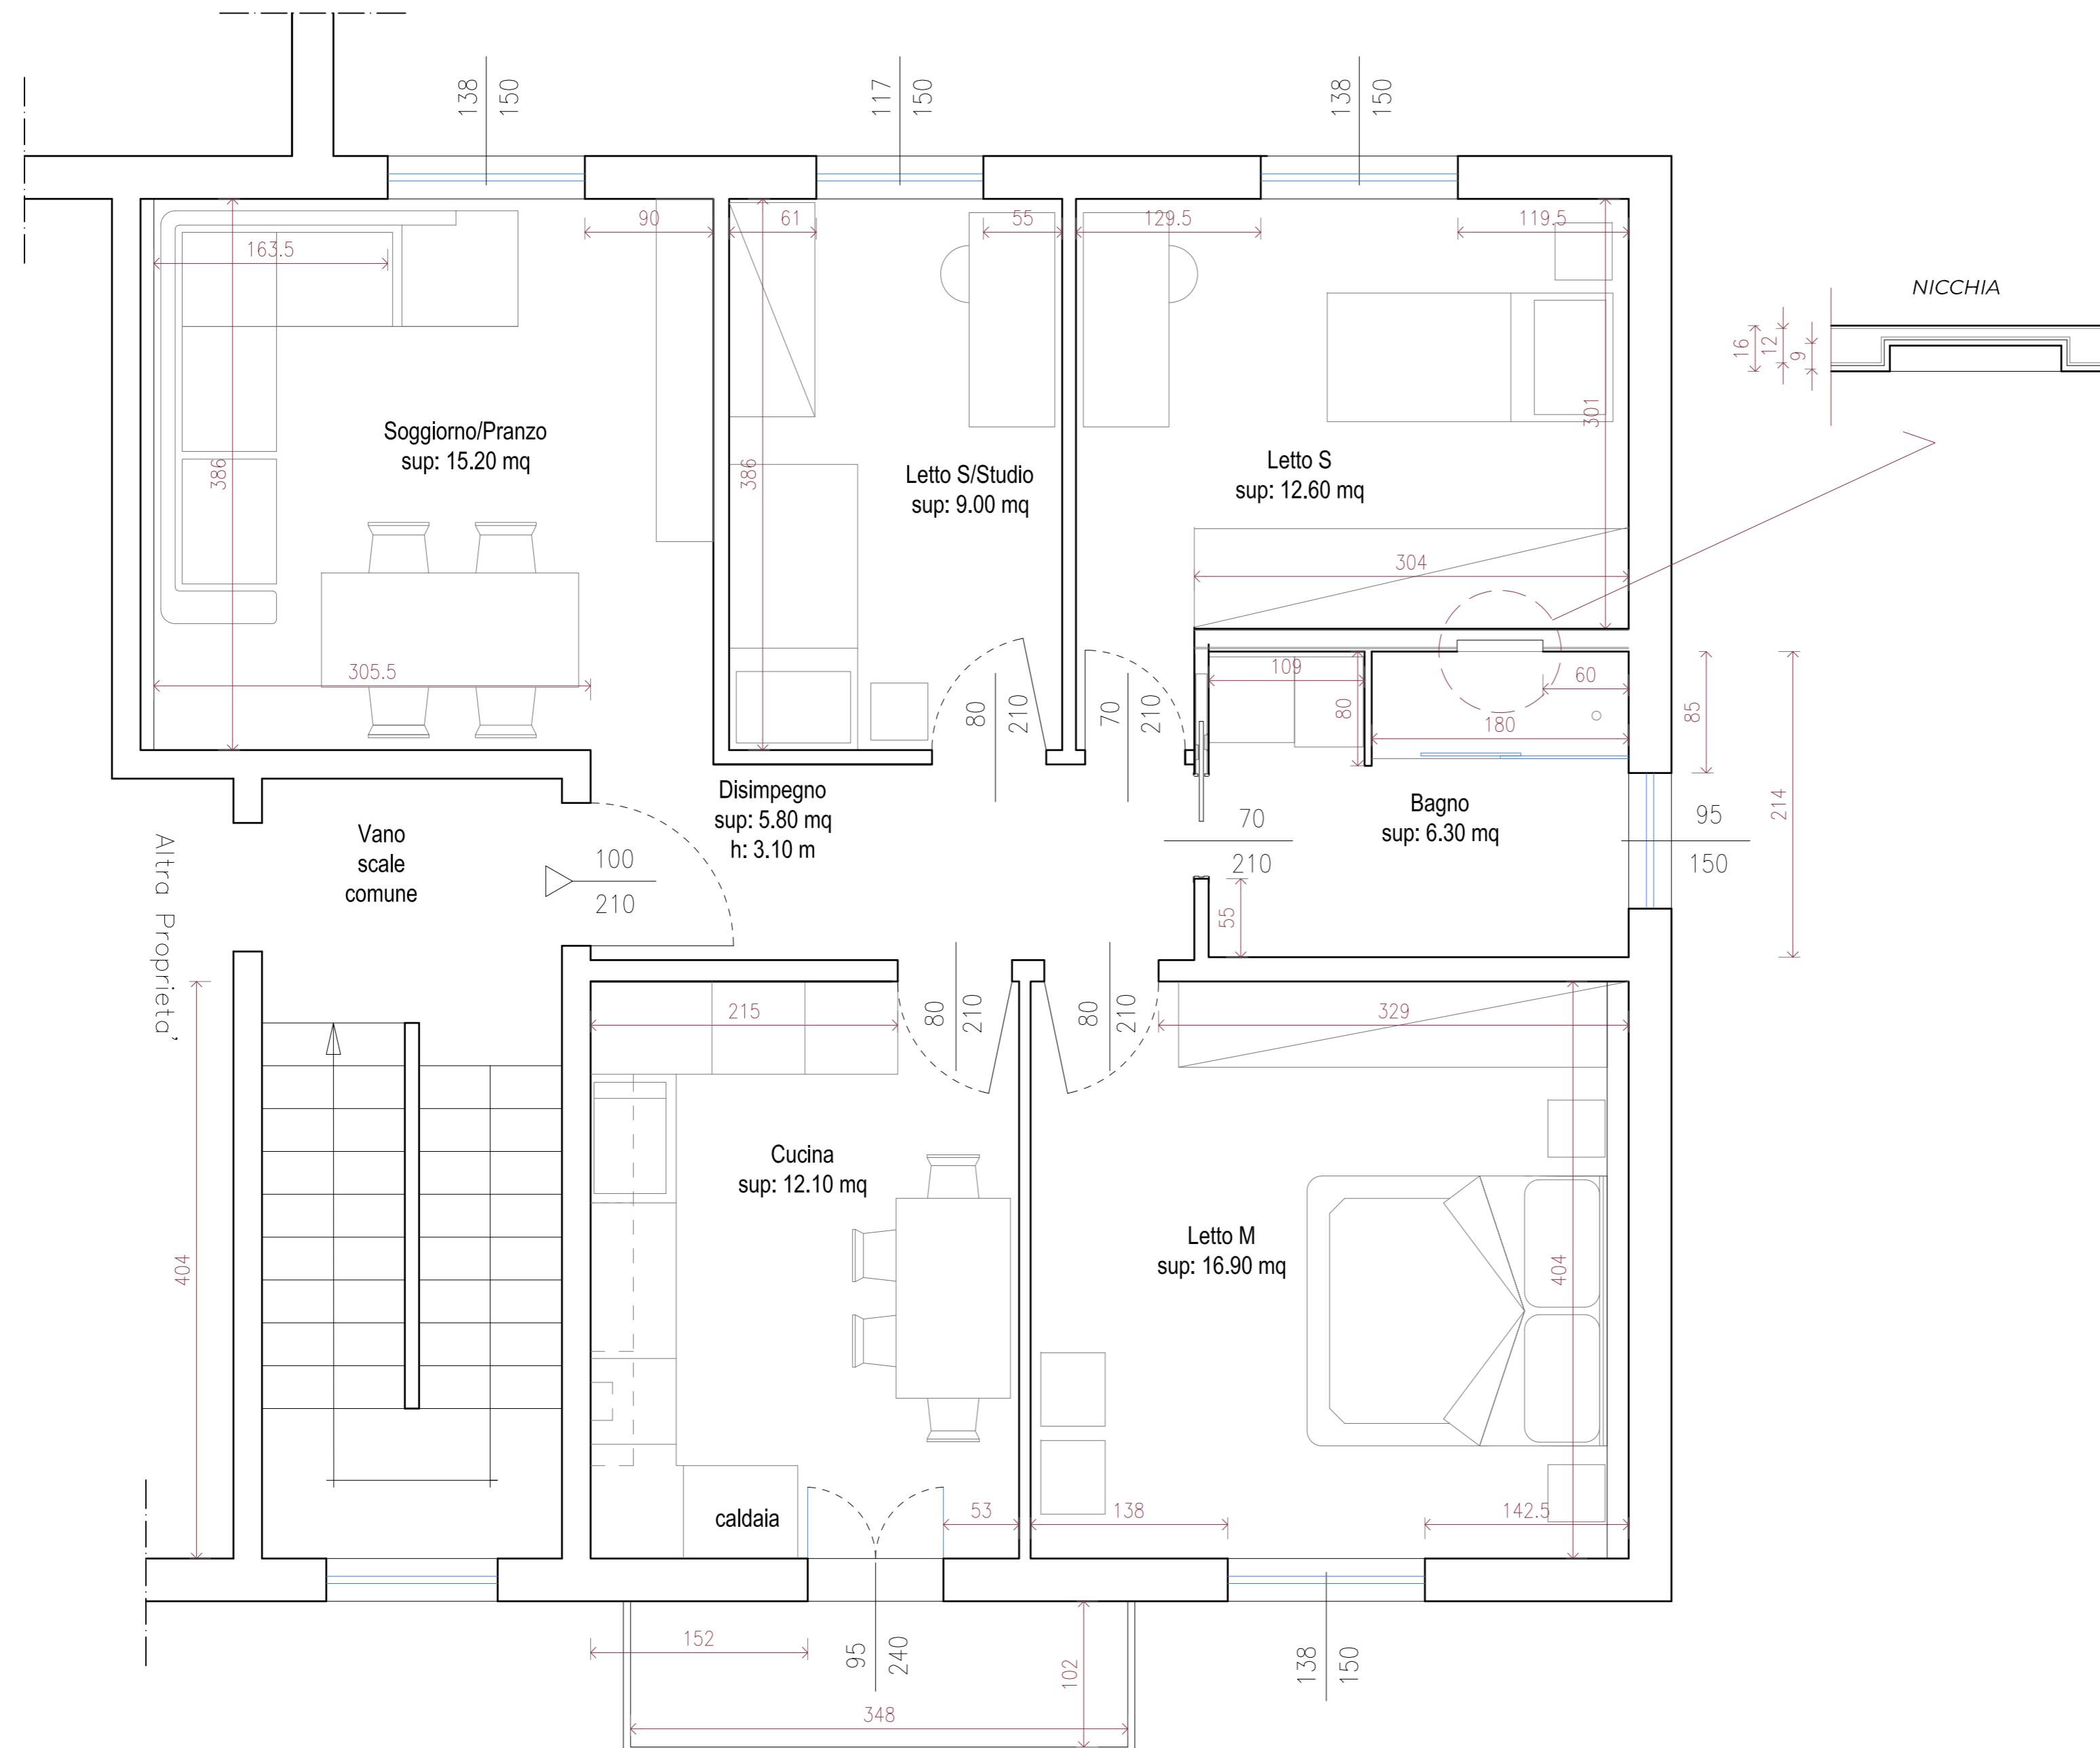 138
150
117
150
138
150
90
61
55
129.5
119.5
163.5
NICCHIA
16
12
9
386
386
301
Soggiorno/Pranzo
sup: 15.20 mq
Letto S/Studio
sup: 9.00 mq
Letto S
sup: 12.60 mq
304
305.5
109
60
80
180
85
214
80
210
70
210
Disimpegno
sup: 5.80 mq
h: 3.10 m
Bagno
sup: 6.30 mq
70
210
95
150
55
Vano
scale
comune
100
210
Altra Proprieta'
404
215
80
210
80
210
329
Cucina
sup: 12.10 mq
Letto M
sup: 16.90 mq
404
caldaia
53
138
142.5
152
95
240
102
138
150
348